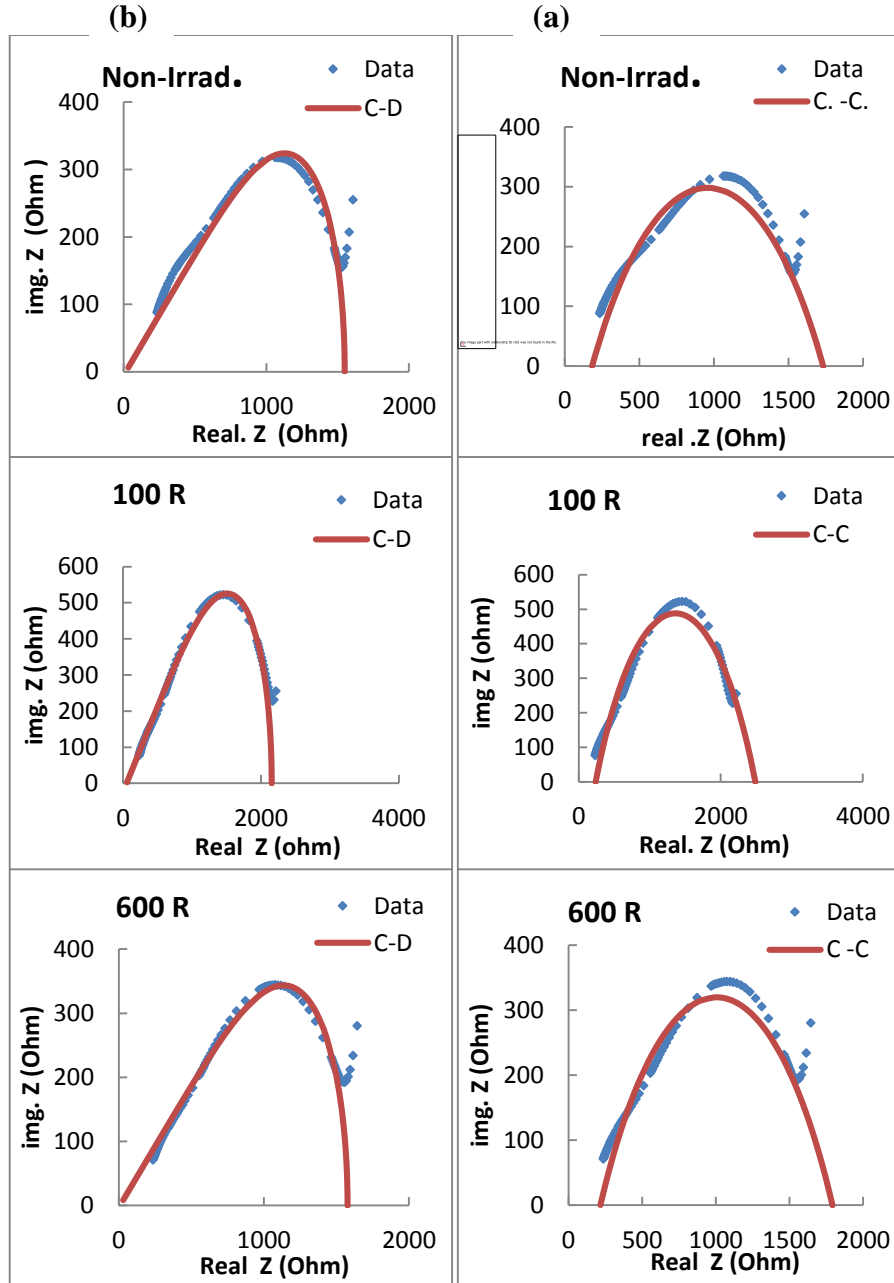 (b)
Non-Irrad.
Data
C-D
400
300
200
100
0
img. Z (Ohm )
0 1000 2000
Real. Z (Ohm)
(a)
Non-Irrad.
Data
C. -C.
400
300
200
100
0
0 500 1000 1500 2000
real .Z (Ohm)
100 R
Data
C-D
600
500
400
300
200
100
0
img. Z (ohm)
0 2000 4000
Real Z (ohm)
100 R
Data
C-C
600
500
400
300
200
100
0
img Z (ohm)
0 2000 4000
Real. Z (Ohm)
600 R
Data
C-D
400
300
200
100
0
img. Z (Ohm)
0 1000 2000
Real Z (Ohm)
600 R
Data
C -C
400
300
200
100
0
img. Z (Ohm)
0 500 1000 1500 2000
Real Z (Ohm)